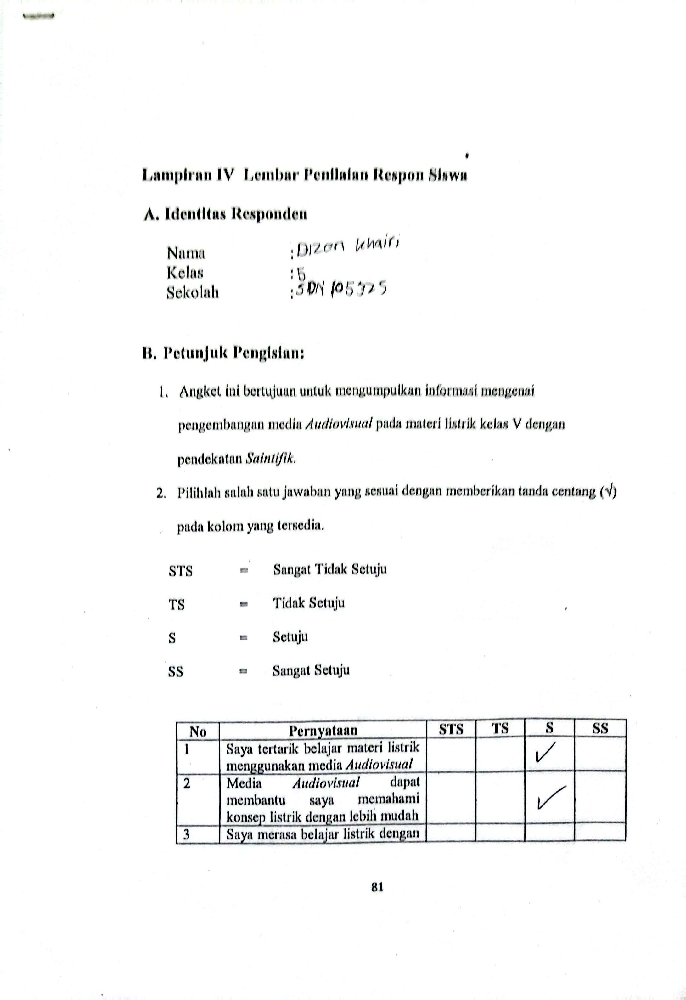 Lampiran IV Lembar Penilaian Respon Siswa
A. Identitas Responden
Nama : Dizan Khairi
Kelas : 5
Sekolah : SDN 105325
B. Petunjuk Pengisian:
1. Angket ini bertujuan untuk mengumpulkan informasi mengenai
pengembangan media Audiovisual pada materi listrik kelas V dengan
pendekatan Saintifik.
2. Pilihlah salah satu jawaban yang sesuai dengan memberikan tanda centang (√)
pada kolom yang tersedia.
STS = Sangat Tidak Setuju
TS = Tidak Setuju
S = Setuju
SS = Sangat Setuju
No Pernyataan STS TS S SS
1 Saya tertarik belajar materi listrik ✓
menggunakan media Audiovisual
2 Media Audiovisual dapat
membantu saya memahami ✓
konsep listrik dengan lebih mudah
3 Saya merasa belajar listrik dengan
81